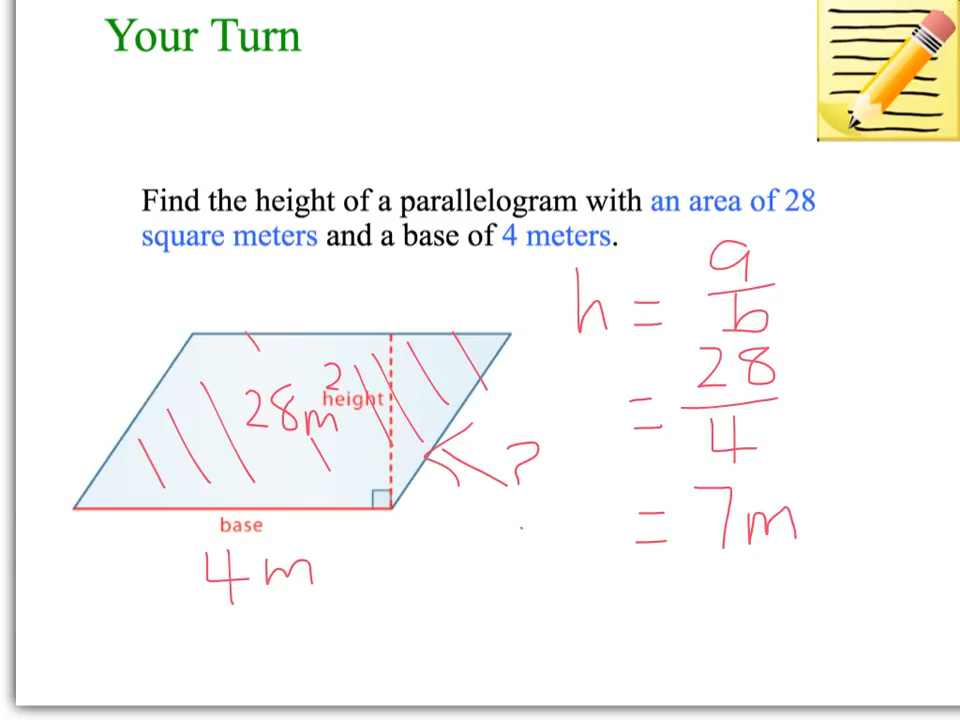 Your Turn
Find the height of a parallelogram with an area of 28
square meters and a base of 4 meters.
h = a/b
= 28/4
= 7m
28m²
height
?
base
4m